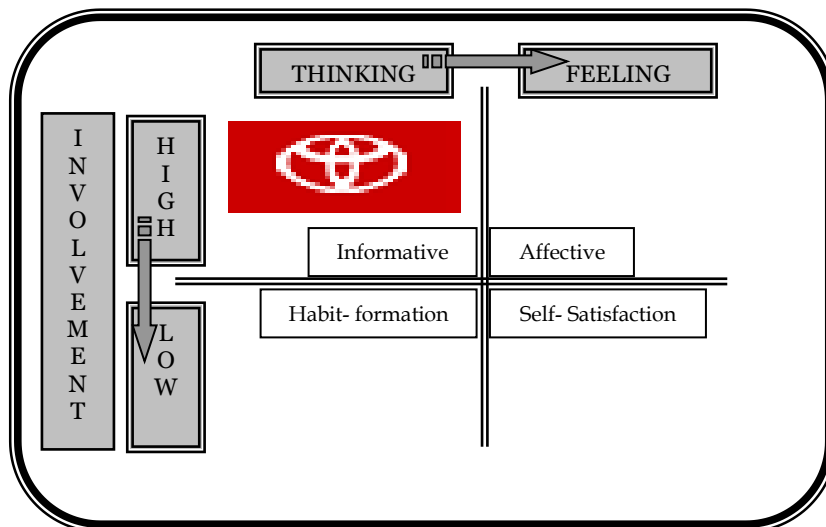 THINKING
FEELING
INVOLVEMENT
HIGH
LOW
Informative
Affective
Habit- formation
Self- Satisfaction